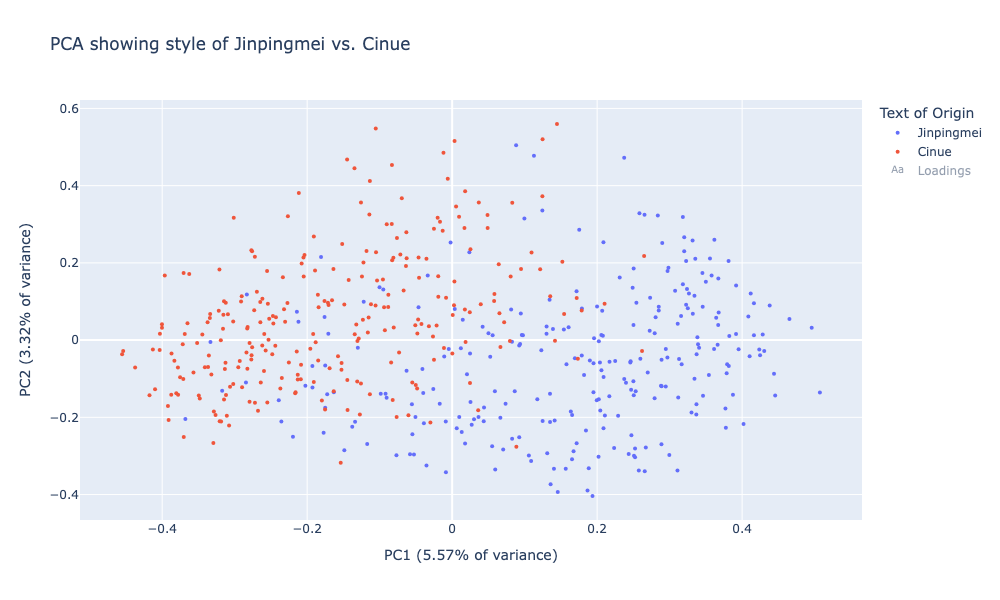 PCA showing style of Jinpingmei vs. Cinue
Text of Origin
Jinpingmei
Cinue
Aa Loadings
PC2 (3.32% of variance)
0.6
0.4
0.2
0
−0.2
−0.4
−0.4 −0.2 0 0.2 0.4
PC1 (5.57% of variance)